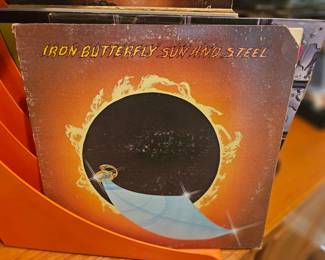 IRON BUTTERFLY SUN AND STEEL